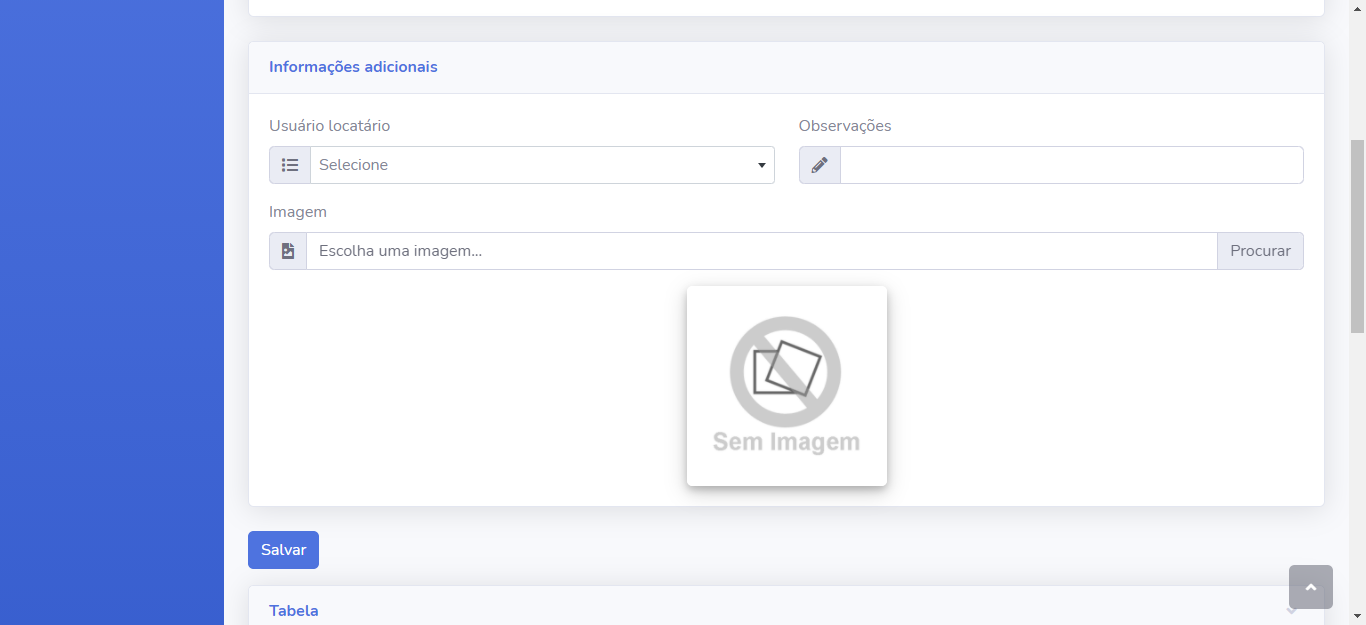 Informações adicionais
Usuário locatário
Observações
Selecione
Imagem
Escolha uma imagem...
Procurar
Sem Imagem
Salvar
Tabela